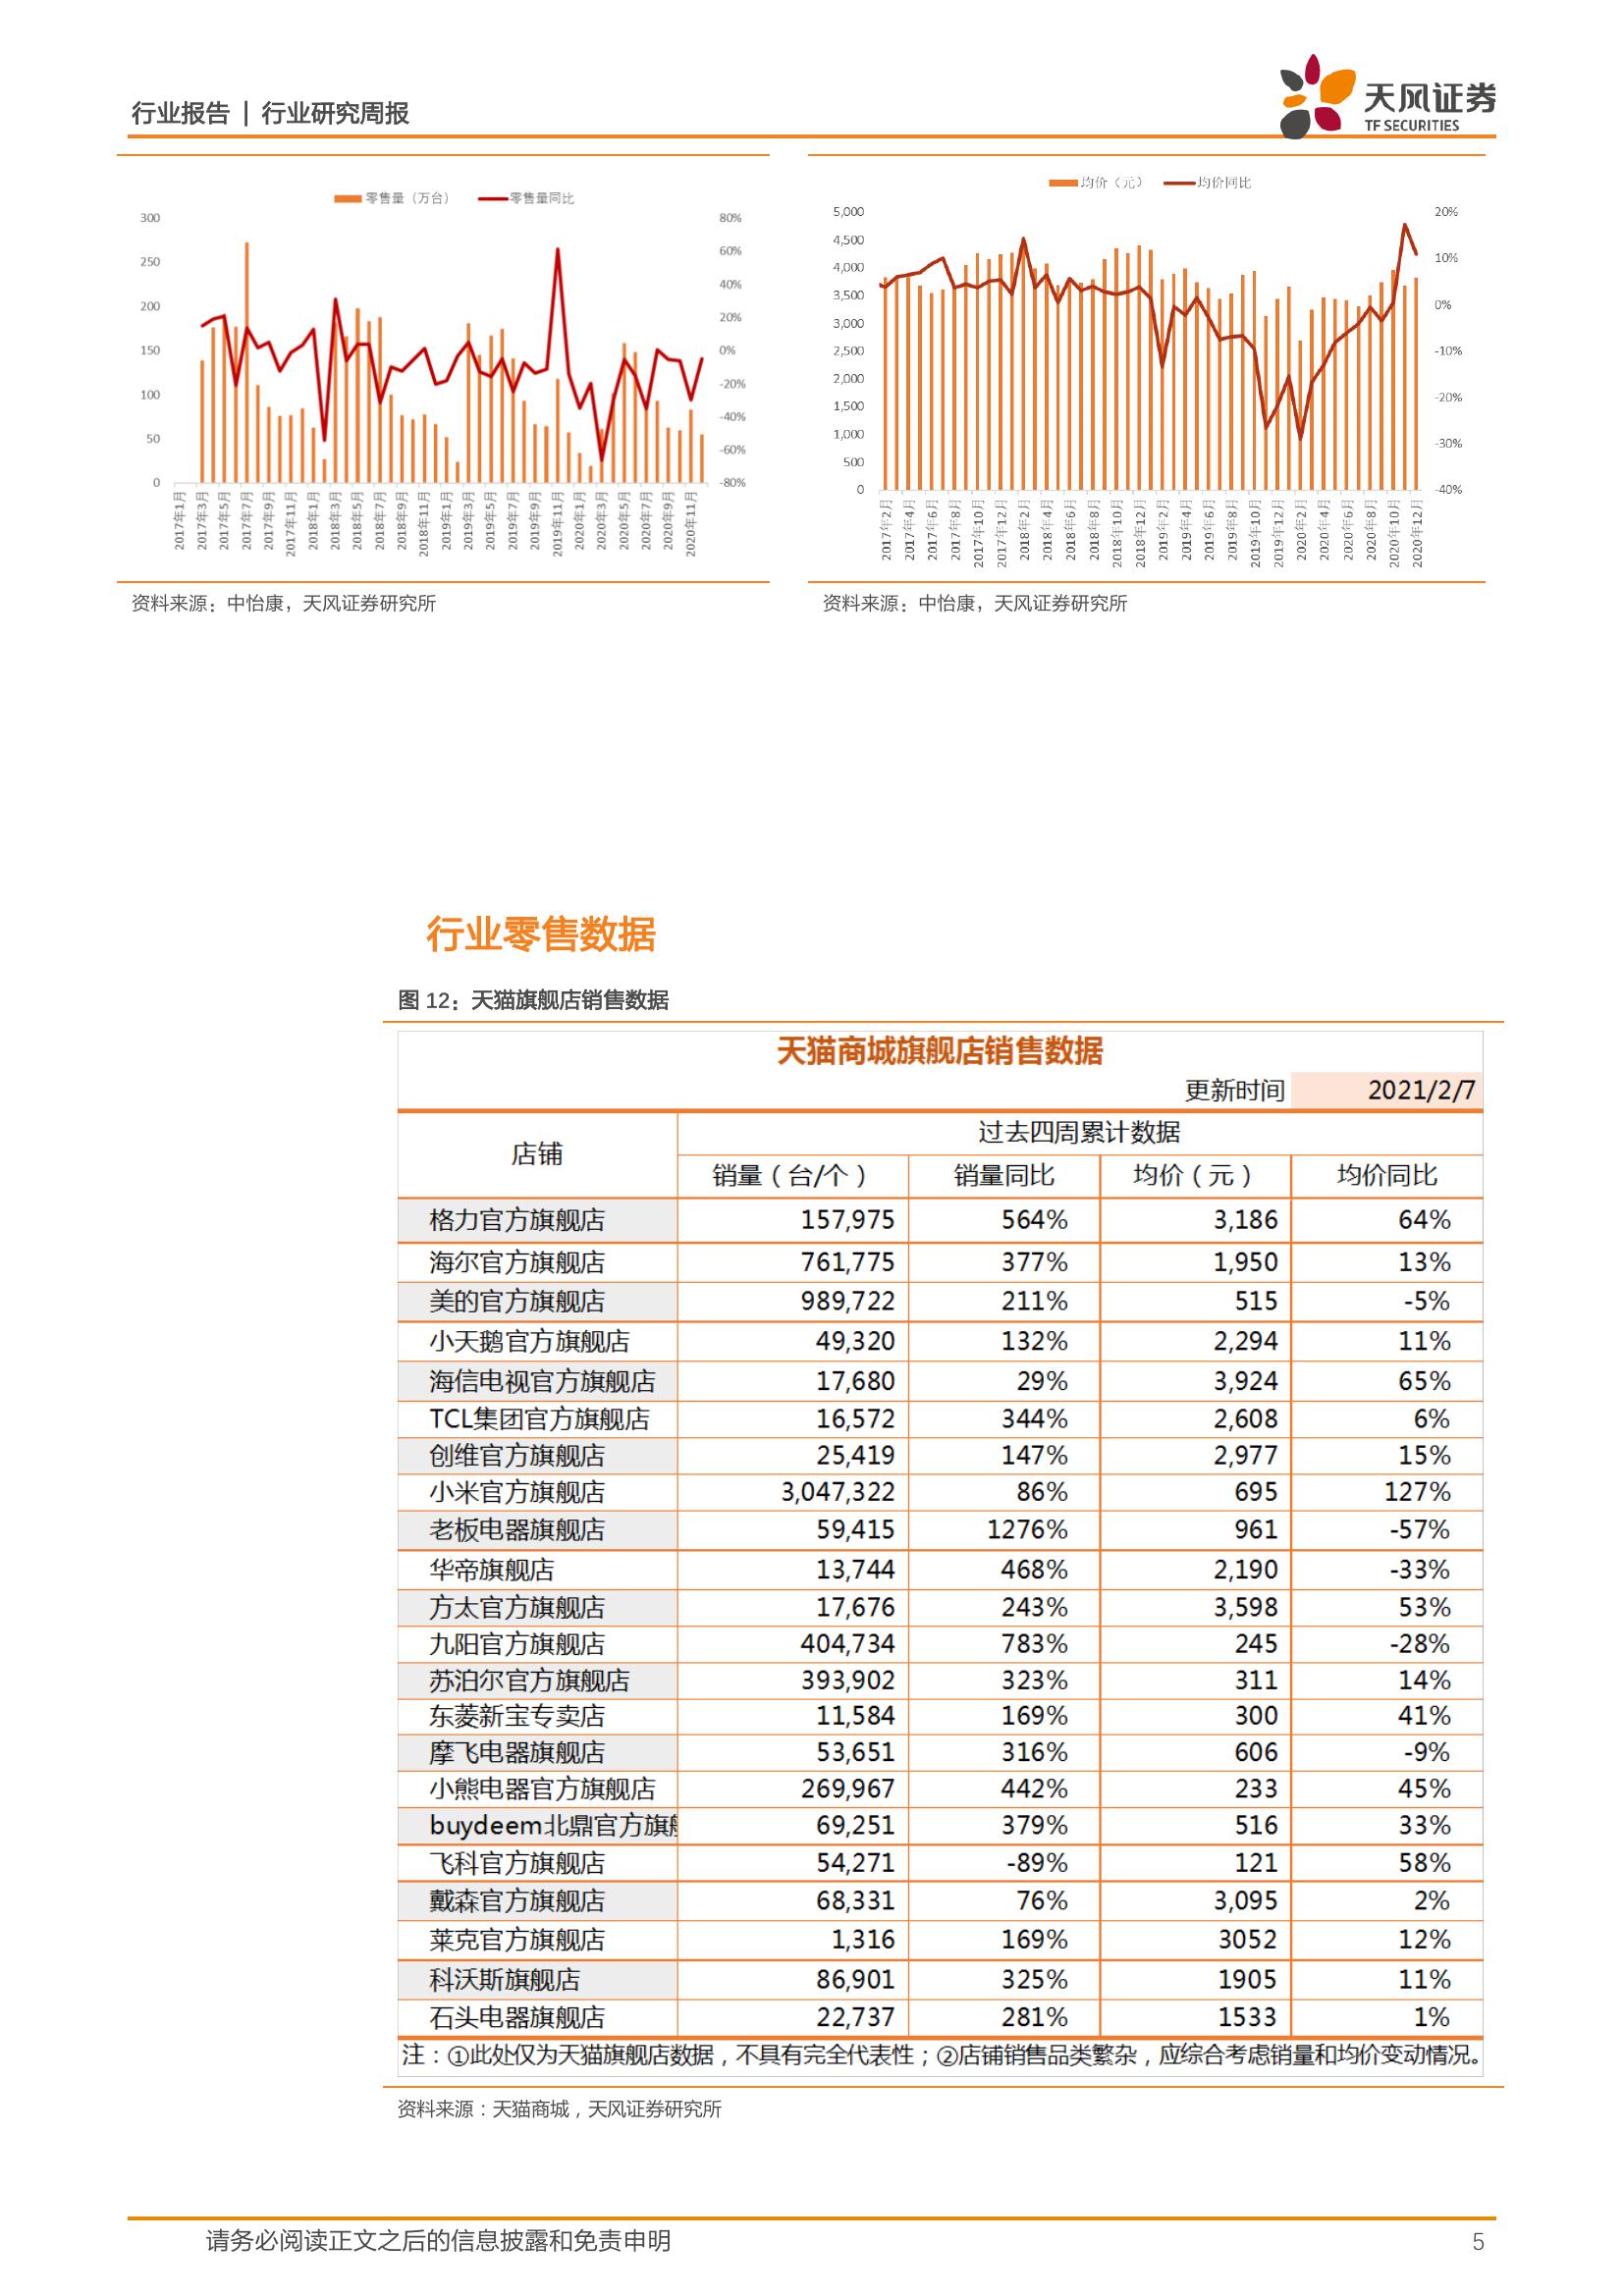 行业报告 | 行业研究周报
天风证券
TF SECURITIES
零售量（万台） 零售量同比
300 250 200 150 100 50 0
80% 60% 40% 20% 0% -20% -40% -60% -80%
2017年1月 2017年3月 2017年5月 2017年7月 2017年9月 2017年11月 2018年1月 2018年3月 2018年5月 2018年7月 2018年9月 2018年11月 2019年1月 2019年3月 2019年5月 2019年7月 2019年9月 2019年11月 2020年1月 2020年3月 2020年5月 2020年7月 2020年9月 2020年11月
均价（元） 均价同比
5,000 4,500 4,000 3,500 3,000 2,500 2,000 1,500 1,000 500 0
20% 10% 0% -10% -20% -30% -40%
2017年2月 2017年4月 2017年6月 2017年8月 2017年10月 2017年12月 2018年2月 2018年4月 2018年6月 2018年8月 2018年10月 2018年12月 2019年2月 2019年4月 2019年6月 2019年8月 2019年10月 2019年12月 2020年2月 2020年4月 2020年6月 2020年8月 2020年10月 2020年12月
资料来源：中怡康，天风证券研究所
资料来源：中怡康，天风证券研究所
行业零售数据
图 12：天猫旗舰店销售数据
天猫商城旗舰店销售数据
更新时间 2021/2/7
店铺 过去四周累计数据
销量（台/个） 销量同比 均价（元） 均价同比
格力官方旗舰店 157,975 564% 3,186 64%
海尔官方旗舰店 761,775 377% 1,950 13%
美的官方旗舰店 989,722 211% 515 -5%
小天鹅官方旗舰店 49,320 132% 2,294 11%
海信电视官方旗舰店 17,680 29% 3,924 65%
TCL集团官方旗舰店 16,572 344% 2,608 6%
创维官方旗舰店 25,419 147% 2,977 15%
小米官方旗舰店 3,047,322 86% 695 127%
老板电器旗舰店 59,415 1276% 961 -57%
华帝旗舰店 13,744 468% 2,190 -33%
方太官方旗舰店 17,676 243% 3,598 53%
九阳官方旗舰店 404,734 783% 245 -28%
苏泊尔官方旗舰店 393,902 323% 311 14%
东菱新宝专卖店 11,584 169% 300 41%
摩飞电器旗舰店 53,651 316% 606 -9%
小熊电器官方旗舰店 269,967 442% 233 45%
buydeem北鼎官方旗舰 69,251 379% 516 33%
飞科官方旗舰店 54,271 -89% 121 58%
戴森官方旗舰店 68,331 76% 3,095 2%
莱克官方旗舰店 1,316 169% 3052 12%
科沃斯旗舰店 86,901 325% 1905 11%
石头电器旗舰店 22,737 281% 1533 1%
注：①此处仅为天猫旗舰店数据，不具有完全代表性；②店铺销售品类繁杂，应综合考虑销量和均价变动情况。
资料来源：天猫商城，天风证券研究所
请务必阅读正文之后的信息披露和免责申明 5